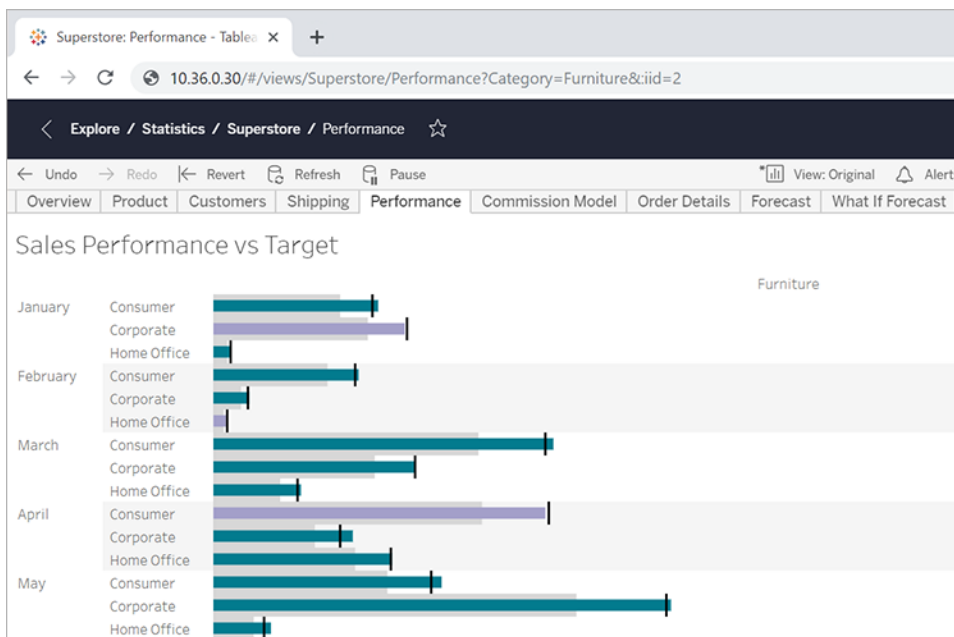 Superstore: Performance - Tablea
10.36.0.30/#/views/Superstore/Performance?Category=Furniture&:iid=2
Explore / Statistics / Superstore / Performance
Undo Redo Revert Refresh Pause View: Original Alert
Overview Product Customers Shipping Performance Commission Model Order Details Forecast What If Forecast
Sales Performance vs Target
Furniture
January Consumer
Corporate
Home Office
February Consumer
Corporate
Home Office
March Consumer
Corporate
Home Office
April Consumer
Corporate
Home Office
May Consumer
Corporate
Home Office